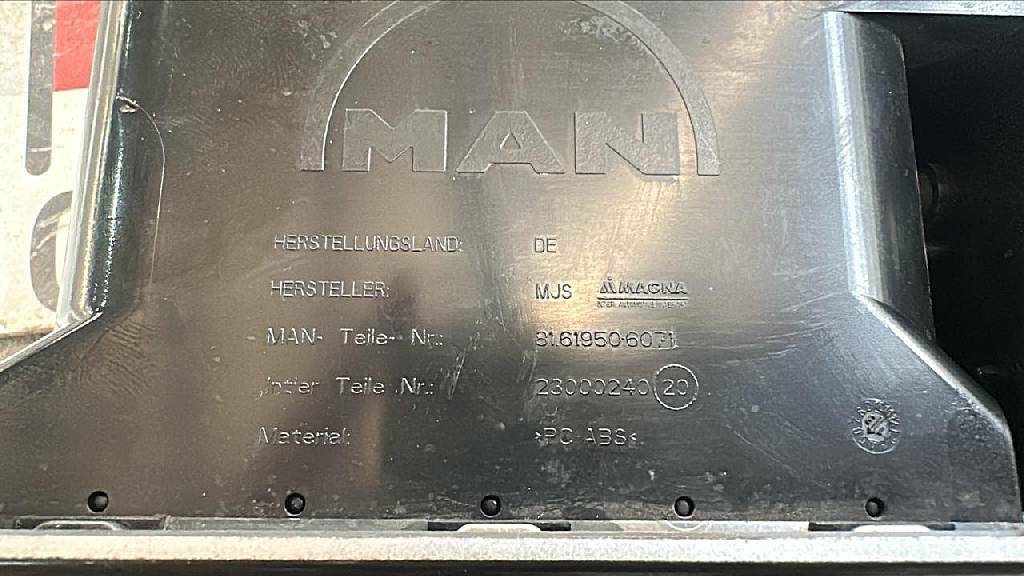 MAN
HERSTELLUNGSLAND: DE
HERSTELLER: MJS MAGNA
MAN- Teile- Nr.: 81.61950-6071
Intier Teile Nr.: 23000240 20
Material: >PC-ABS<